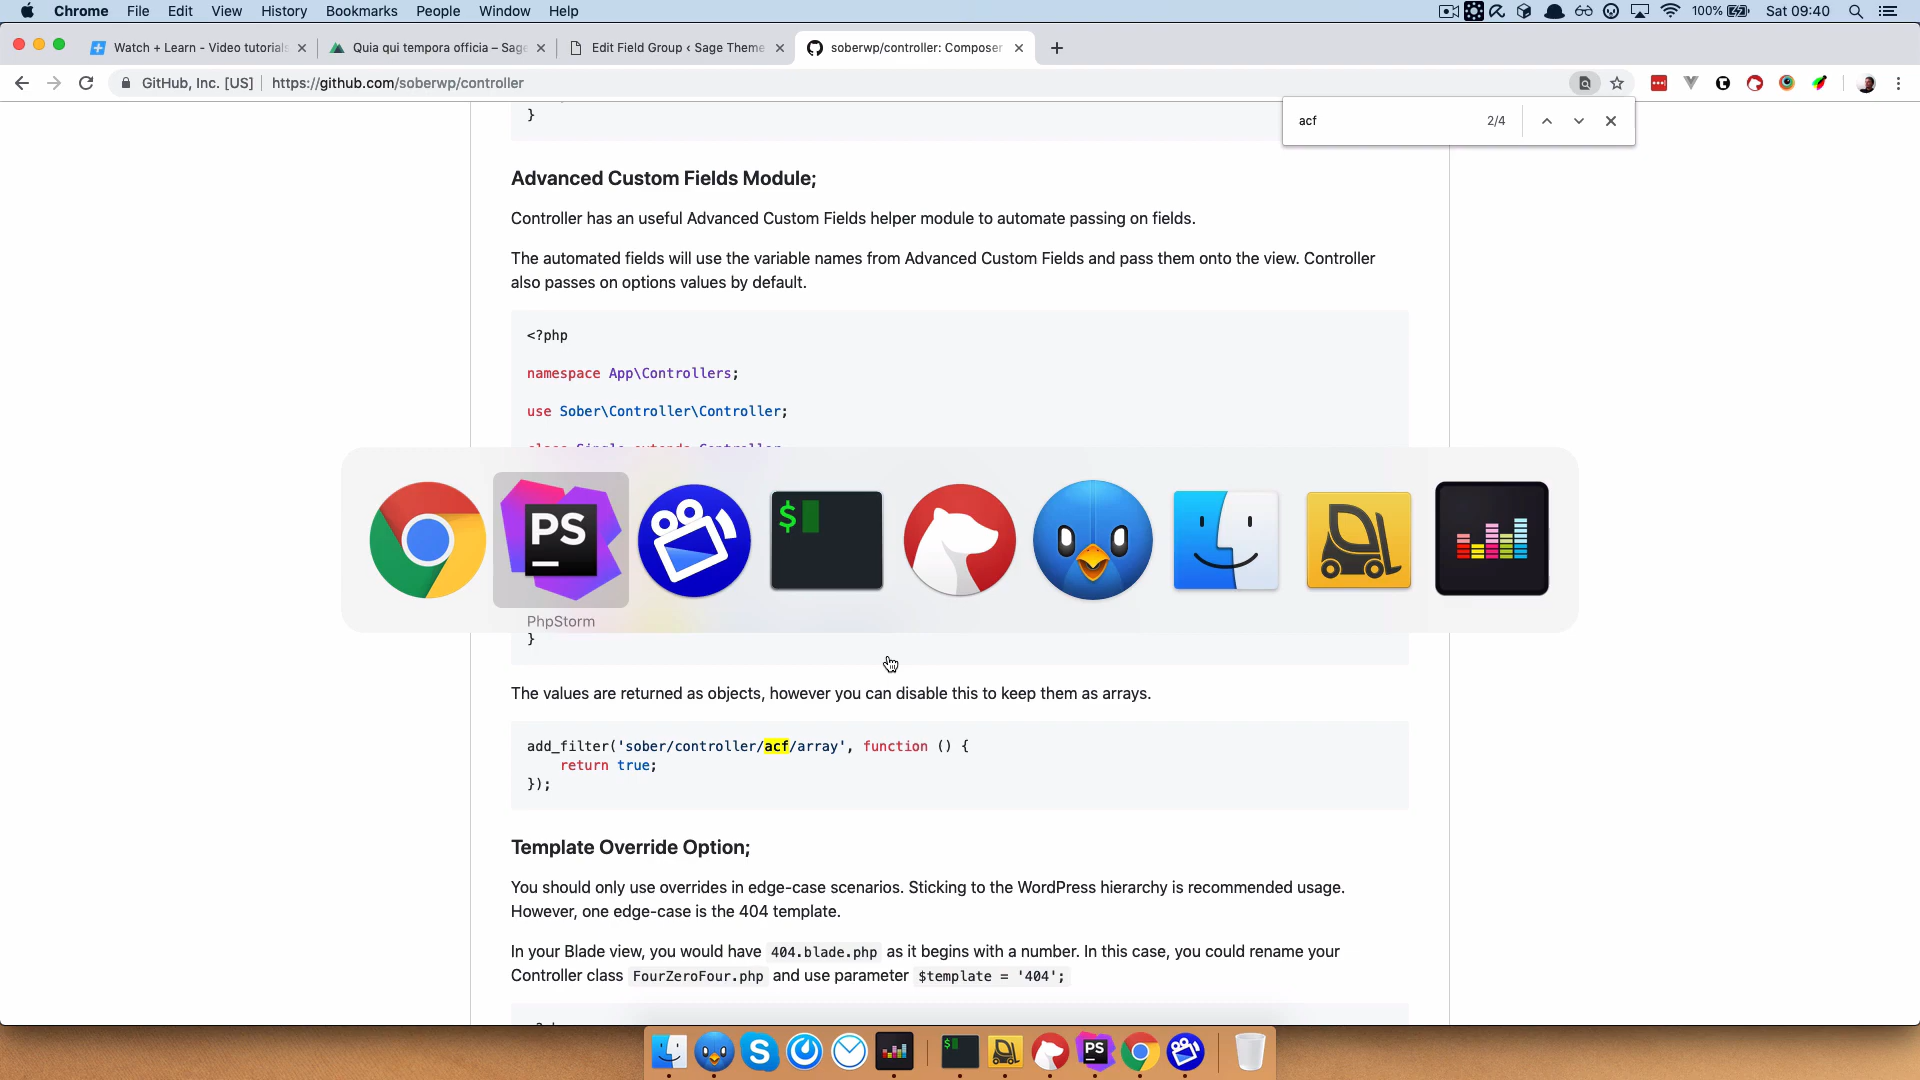 Chrome File Edit View History Bookmarks People Window Help 100% Sat 09:40
Watch + Learn - Video tutorials Quia qui tempora officia – Sage Edit Field Group ‹ Sage Theme soberwp/controller: Composer
GitHub, Inc. [US] https://github.com/soberwp/controller
acf 2/4
}
Advanced Custom Fields Module;
Controller has an useful Advanced Custom Fields helper module to automate passing on fields.
The automated fields will use the variable names from Advanced Custom Fields and pass them onto the view. Controller
also passes on options values by default.
<?php
namespace App\Controllers;
use Sober\Controller\Controller;
class Single extends Controller
PS
$
PhpStorm
}
The values are returned as objects, however you can disable this to keep them as arrays.
add_filter('sober/controller/acf/array', function () {
return true;
});
Template Override Option;
You should only use overrides in edge-case scenarios. Sticking to the WordPress hierarchy is recommended usage.
However, one edge-case is the 404 template.
In your Blade view, you would have 404.blade.php as it begins with a number. In this case, you could rename your
Controller class FourZeroFour.php and use parameter $template = '404';
S $ PS